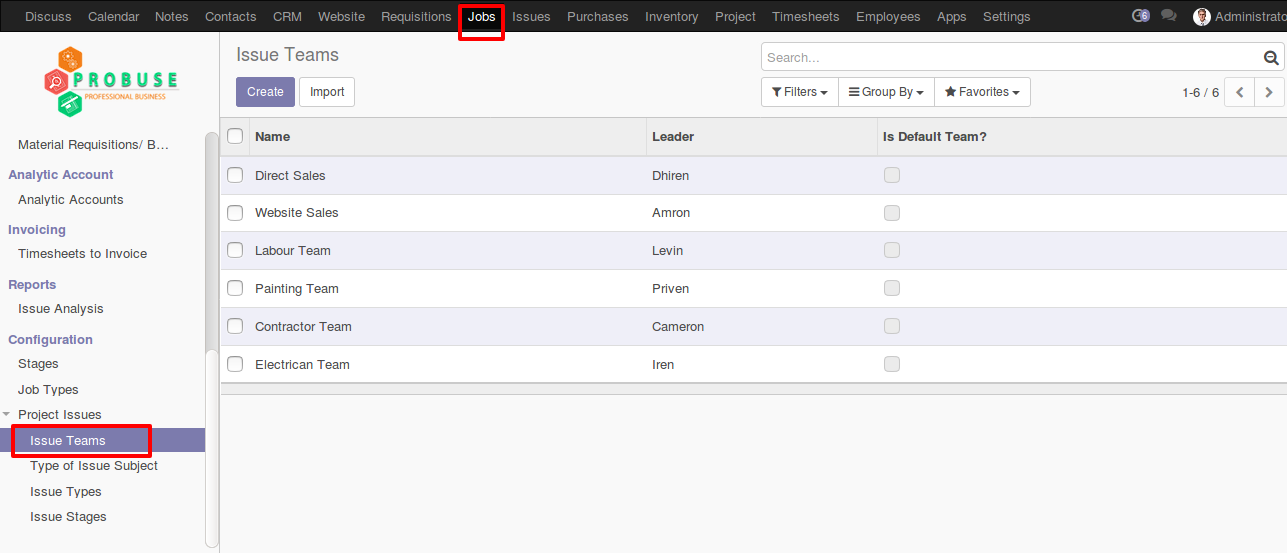 Discuss Calendar Notes Contacts CRM Website Requisitions Jobs Issues Purchases Inventory Project Timesheets Employees Apps Settings 6 Administrato
PROBUSE
PROFESSIONAL BUSINESS
Material Requisitions/ B…
Analytic Account
Analytic Accounts
Invoicing
Timesheets to Invoice
Reports
Issue Analysis
Configuration
Stages
Job Types
Project Issues
Issue Teams
Type of Issue Subject
Issue Types
Issue Stages
Issue Teams
Search...
Create Import
Filters Group By Favorites 1-6 / 6
Name Leader Is Default Team?
Direct Sales Dhiren
Website Sales Amron
Labour Team Levin
Painting Team Priven
Contractor Team Cameron
Electrican Team Iren